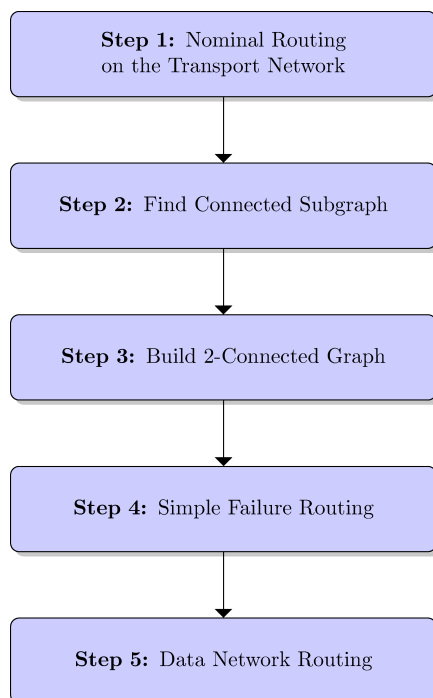 Step 1: Nominal Routing
on the Transport Network
Step 2: Find Connected Subgraph
Step 3: Build 2-Connected Graph
Step 4: Simple Failure Routing
Step 5: Data Network Routing